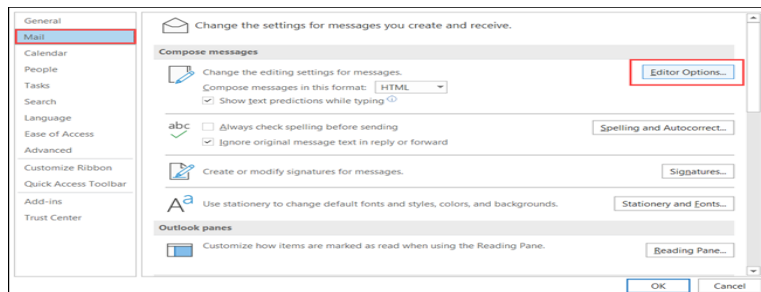 General
Mail
Calendar
People
Tasks
Search
Language
Ease of Access
Advanced
Customize Ribbon
Quick Access Toolbar
Add-ins
Trust Center
Change the settings for messages you create and receive.
Compose messages
Change the editing settings for messages.
Editor Options...
Compose messages in this format: HTML
Show text predictions while typing
abc
Always check spelling before sending
Spelling and Autocorrect...
Ignore original message text in reply or forward
Create or modify signatures for messages.
Signatures...
Aa
Use stationery to change default fonts and styles, colors, and backgrounds.
Stationery and Fonts...
Outlook panes
Customize how items are marked as read when using the Reading Pane.
Reading Pane...
OK
Cancel